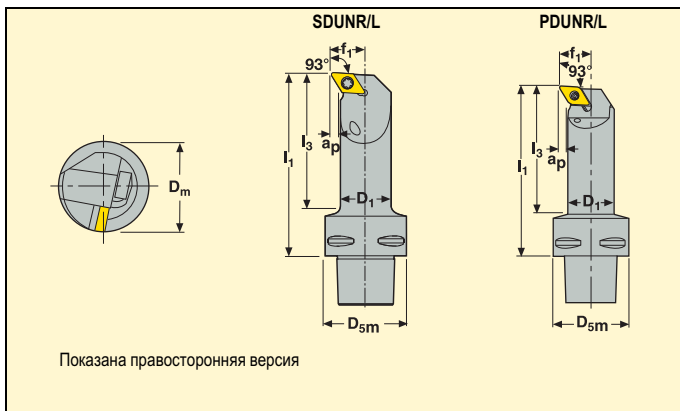 SDUNR/L
f1
93°
l1
l3
ap
D1
D5m
PDUNR/L
f1
93°
l1
l3
ap
D1
D5m
Dm
Показана правосторонняя версия